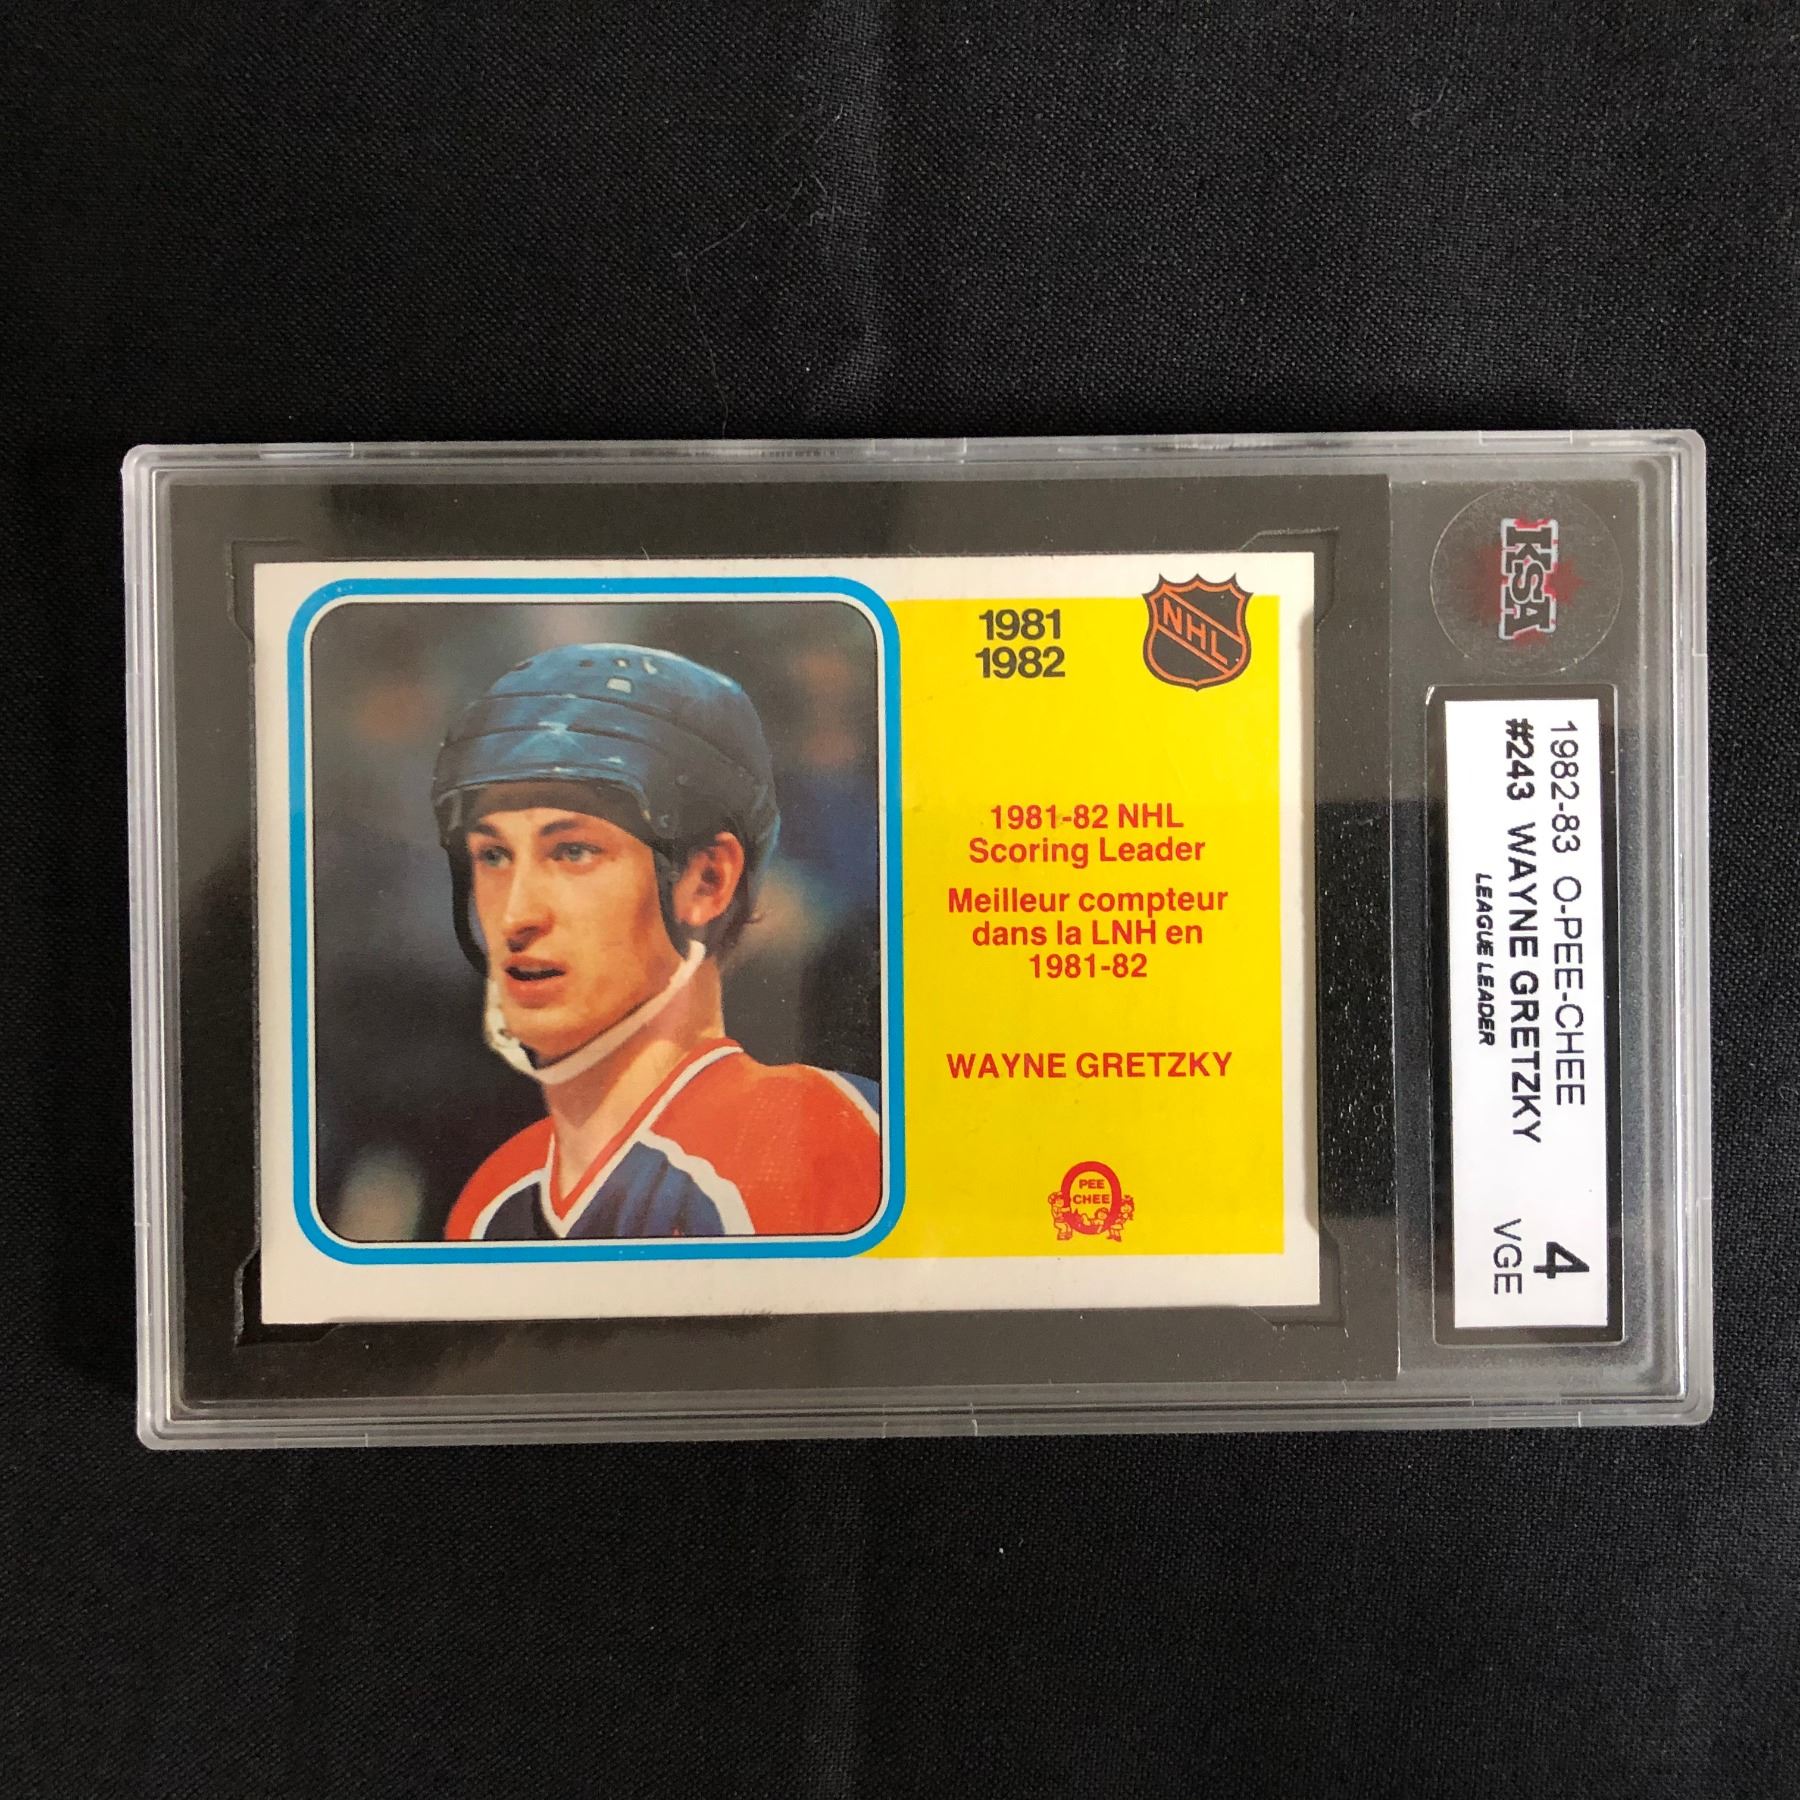 1981
1982
NHL
1981-82 NHL
Scoring Leader
Meilleur compteur
dans la LNH en
1981-82
WAYNE GRETZKY
O
PEE
CHEE
KSA
1982-83 O-PEE-CHEE
#243 WAYNE GRETZKY 4
LEAGUE LEADER VGE